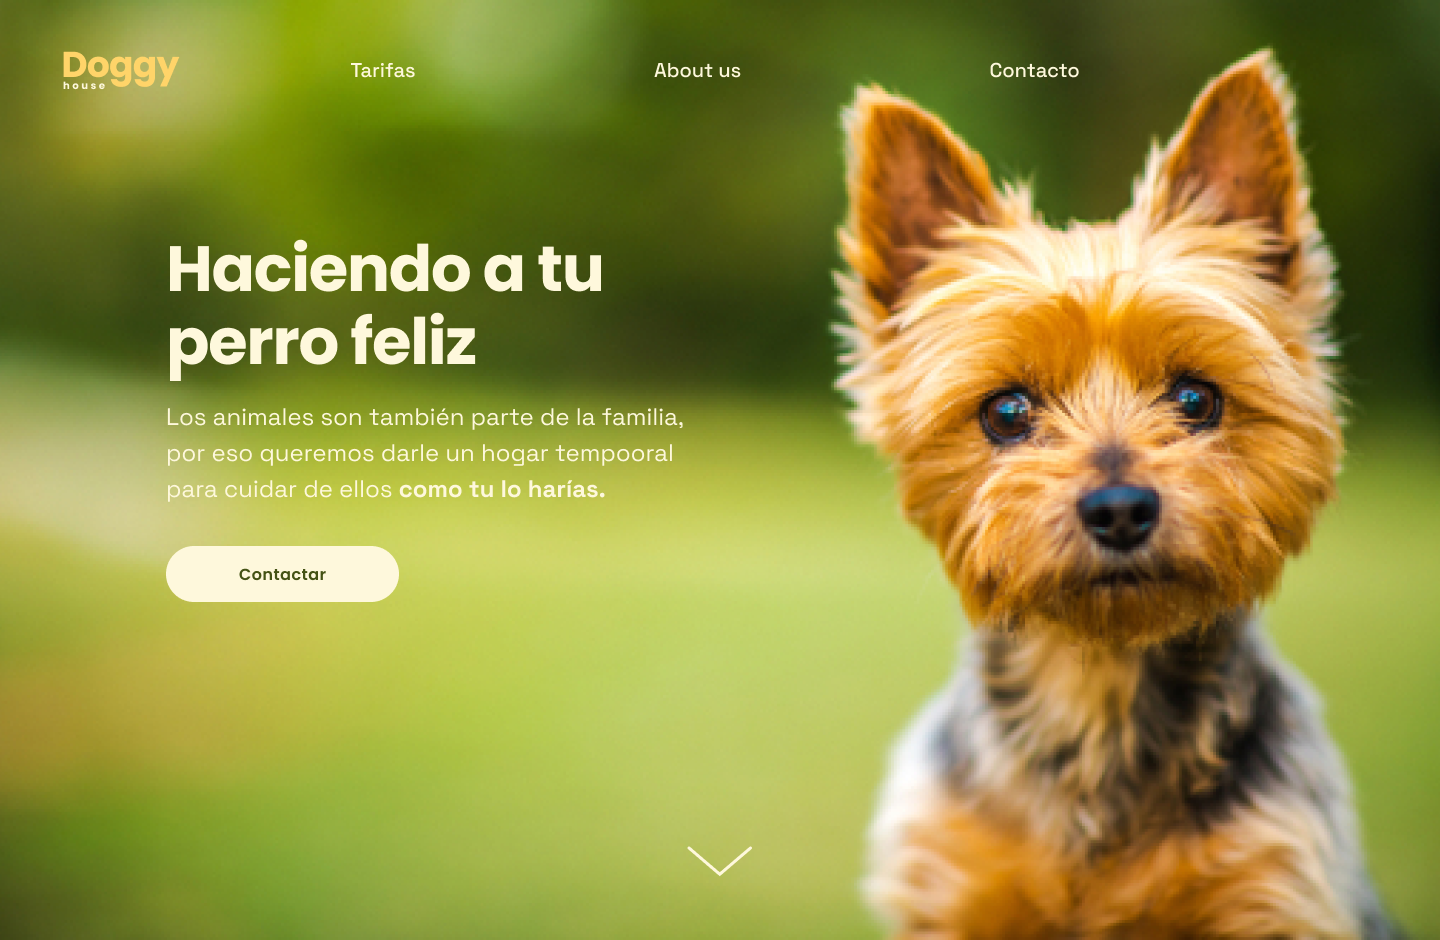 Doggy
house
Tarifas
About us
Contacto
Haciendo a tu
perro feliz
Los animales son también parte de la familia,
por eso queremos darle un hogar tempooral
para cuidar de ellos como tu lo harías.
Contactar